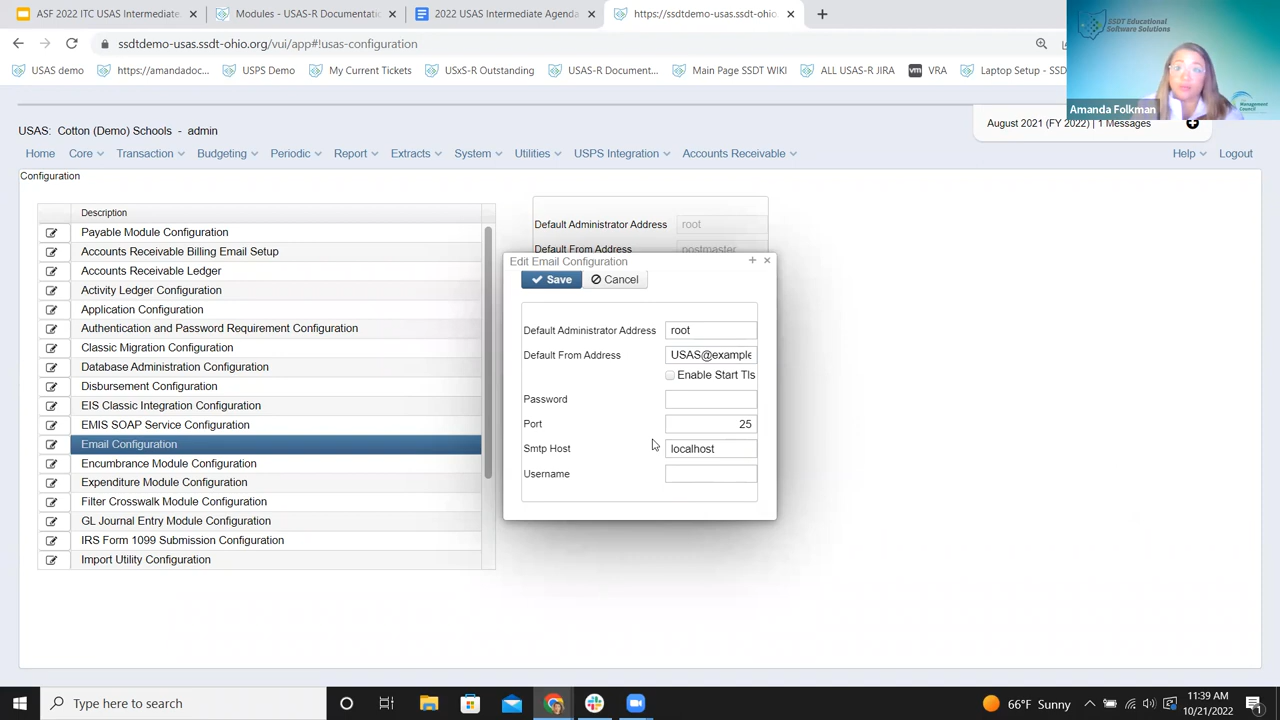 ASF 2022 ITC USAS Intermediate
Modules - USAS-R Documentatio
2022 USAS Intermediate Agenda
https://ssdtdemo-usas.ssdt-ohio
ssdtdemo-usas.ssdt-ohio.org/vui/app#!usas-configuration
USAS demo
https://amandadoc...
USPS Demo
My Current Tickets
USxS-R Outstanding
USAS-R Document...
Main Page SSDT WIKI
ALL USAS-R JIRA
vm VRA
Laptop Setup - SSD
SSDT Educational
Software Solutions
Management
Council
Amanda Folkman
USAS: Cotton (Demo) Schools - admin
August 2021 (FY 2022) | 1 Messages
Home Core Transaction Budgeting Periodic Report Extracts System Utilities USPS Integration Accounts Receivable Help Logout
Configuration
Description
Payable Module Configuration
Accounts Receivable Billing Email Setup
Accounts Receivable Ledger
Activity Ledger Configuration
Application Configuration
Authentication and Password Requirement Configuration
Classic Migration Configuration
Database Administration Configuration
Disbursement Configuration
EIS Classic Integration Configuration
EMIS SOAP Service Configuration
Email Configuration
Encumbrance Module Configuration
Expenditure Module Configuration
Filter Crosswalk Module Configuration
GL Journal Entry Module Configuration
IRS Form 1099 Submission Configuration
Import Utility Configuration
Default Administrator Address root
Default From Address postmaster
Edit Email Configuration
Save Cancel
Default Administrator Address root
Default From Address USAS@example
Enable Start Tls
Password
Port 25
Smtp Host localhost
Username
Type here to search
66°F Sunny
11:39 AM
10/21/2022
1